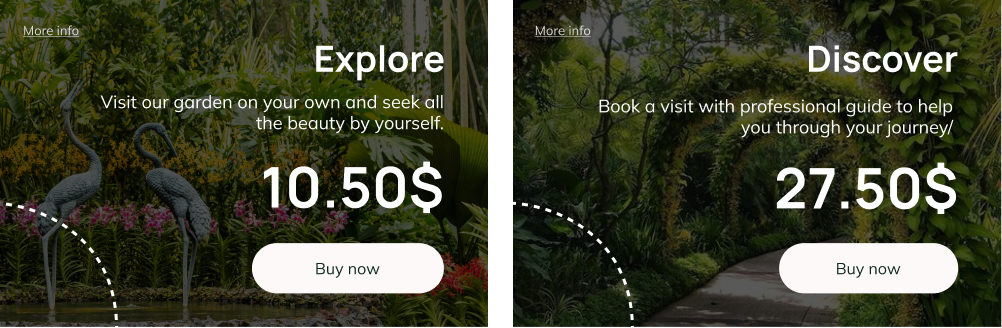 More info
Explore
Visit our garden on your own and seek all
the beauty by yourself.
10.50$
Buy now
More info
Discover
Book a visit with professional guide to help
you through your journey/
27.50$
Buy now